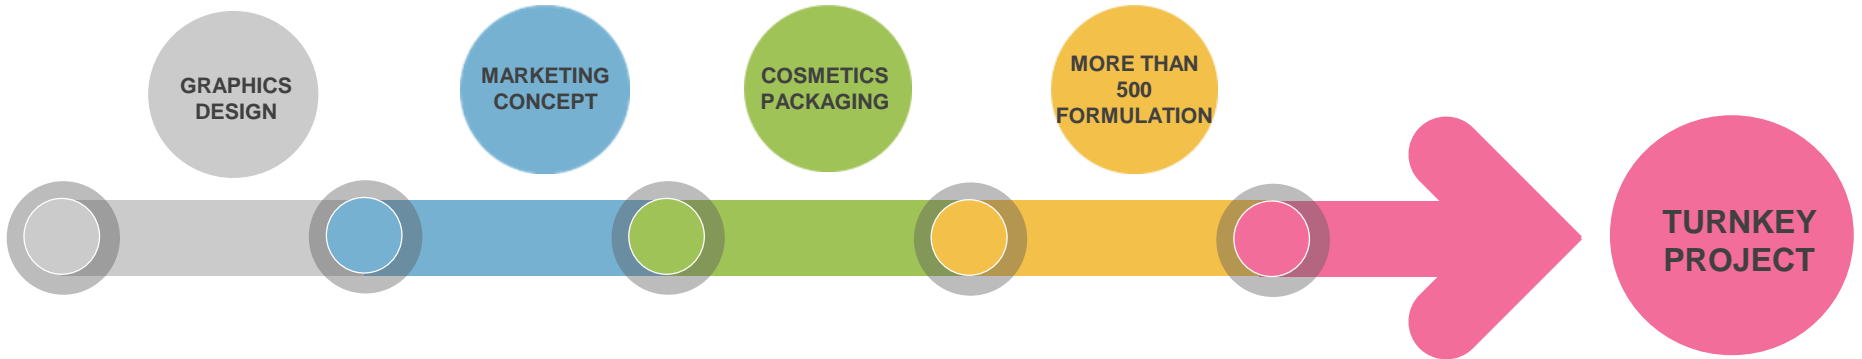 GRAPHICS
DESIGN
MARKETING
CONCEPT
COSMETICS
PACKAGING
MORE THAN
500
FORMULATION
TURNKEY
PROJECT